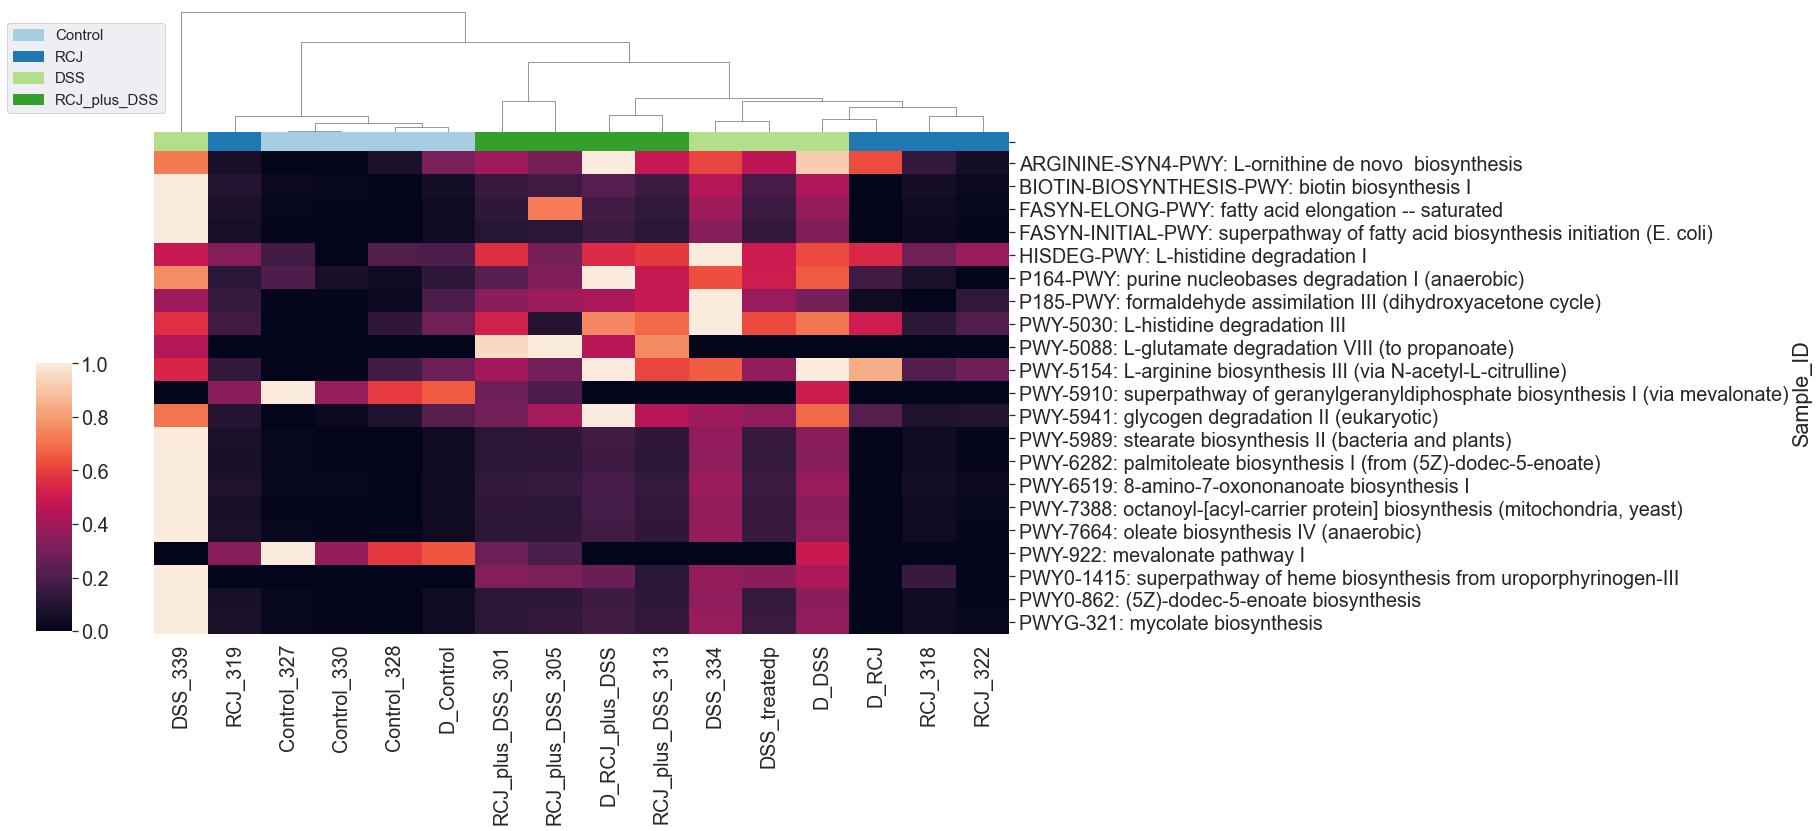 Control
RCJ
DSS
RCJ_plus_DSS
ARGININE-SYN4-PWY: L-ornithine de novo  biosynthesis
BIOTIN-BIOSYNTHESIS-PWY: biotin biosynthesis I
FASYN-ELONG-PWY: fatty acid elongation -- saturated
FASYN-INITIAL-PWY: superpathway of fatty acid biosynthesis initiation (E. coli)
HISDEG-PWY: L-histidine degradation I
P164-PWY: purine nucleobases degradation I (anaerobic)
P185-PWY: formaldehyde assimilation III (dihydroxyacetone cycle)
PWY-5030: L-histidine degradation III
PWY-5088: L-glutamate degradation VIII (to propanoate)
PWY-5154: L-arginine biosynthesis III (via N-acetyl-L-citrulline)
PWY-5910: superpathway of geranylgeranyldiphosphate biosynthesis I (via mevalonate)
PWY-5941: glycogen degradation II (eukaryotic)
PWY-5989: stearate biosynthesis II (bacteria and plants)
PWY-6282: palmitoleate biosynthesis I (from (5Z)-dodec-5-enoate)
PWY-6519: 8-amino-7-oxononanoate biosynthesis I
PWY-7388: octanoyl-[acyl-carrier protein] biosynthesis (mitochondria, yeast)
PWY-7664: oleate biosynthesis IV (anaerobic)
PWY-922: mevalonate pathway I
PWY0-1415: superpathway of heme biosynthesis from uroporphyrinogen-III
PWY0-862: (5Z)-dodec-5-enoate biosynthesis
PWYG-321: mycolate biosynthesis
Sample_ID
1.0
0.8
0.6
0.4
0.2
0.0
DSS_339
RCJ_319
Control_327
Control_330
Control_328
D_Control
RCJ_plus_DSS_301
RCJ_plus_DSS_305
D_RCJ_plus_DSS
RCJ_plus_DSS_313
DSS_334
DSS_treatedp
D_DSS
D_RCJ
RCJ_318
RCJ_322